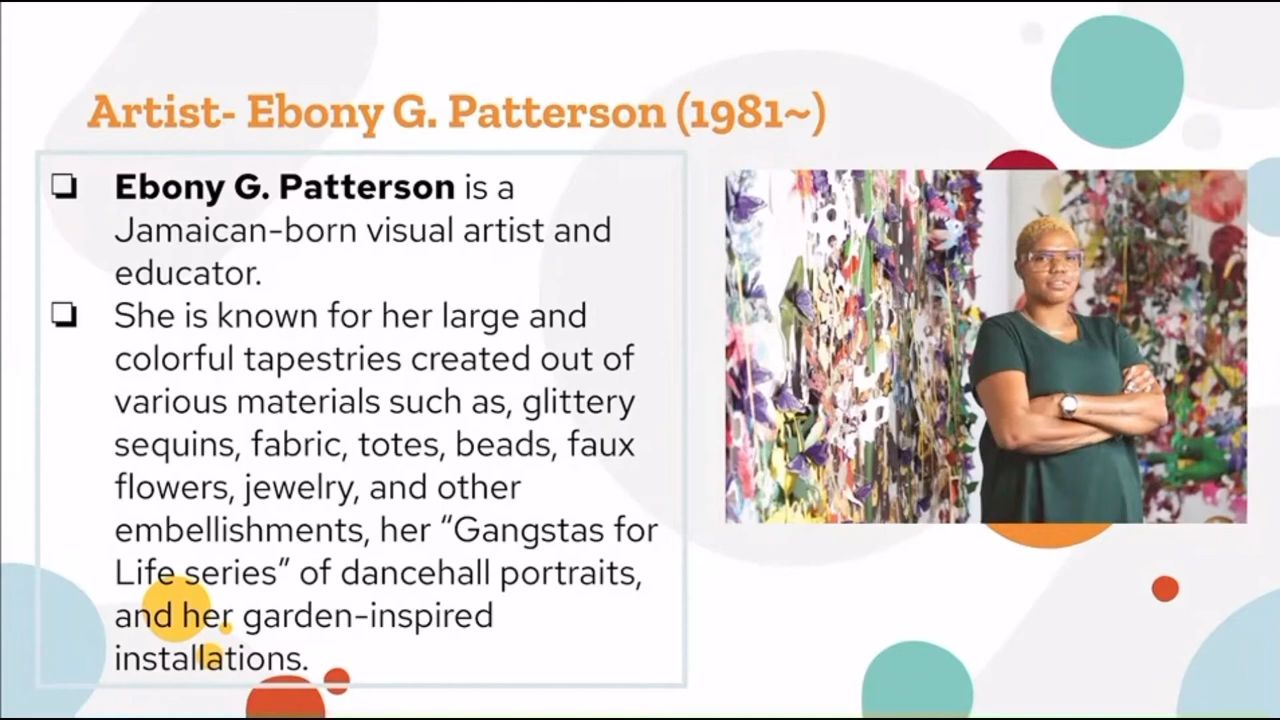 Artist- Ebony G. Patterson (1981~)
❏ Ebony G. Patterson is a
Jamaican-born visual artist and
educator.
❏ She is known for her large and
colorful tapestries created out of
various materials such as, glittery
sequins, fabric, totes, beads, faux
flowers, jewelry, and other
embellishments, her “Gangstas for
Life series” of dancehall portraits,
and her garden-inspired
installations.